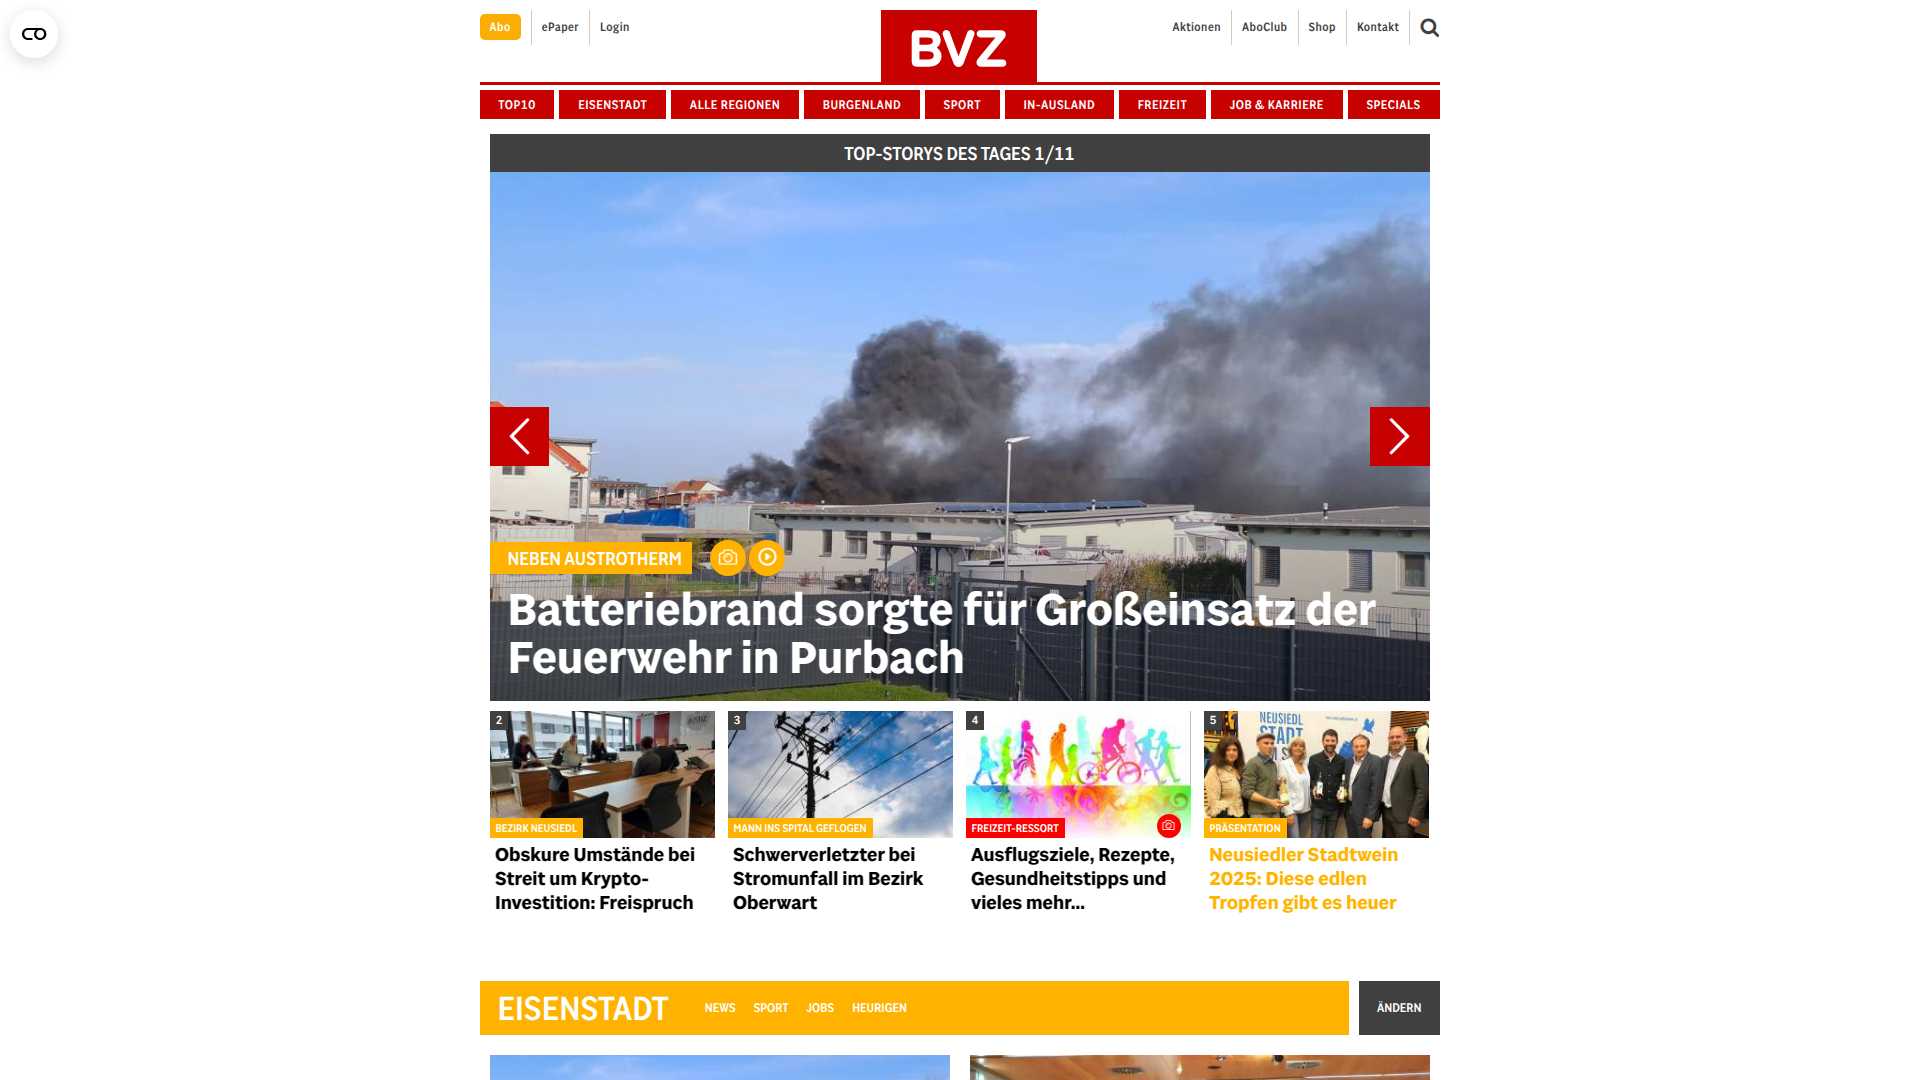 Abo
ePaper
Login
BVZ
Aktionen
AboClub
Shop
Kontakt
TOP10
EISENSTADT
ALLE REGIONEN
BURGENLAND
SPORT
IN-AUSLAND
FREIZEIT
JOB & KARRIERE
SPECIALS
TOP-STORYS DES TAGES 1/11
NEBEN AUSTROTHERM
Batteriebrand sorgte für Großeinsatz der
Feuerwehr in Purbach
2
BEZIRK NEUSIEDL
Obskure Umstände bei
Streit um Krypto-
Investition: Freispruch
3
MANN INS SPITAL GEFLOGEN
Schwerverletzter bei
Stromunfall im Bezirk
Oberwart
4
FREIZEIT-RESSORT
Ausflugsziele, Rezepte,
Gesundheitstipps und
vieles mehr...
5
NEUSIEDL
STADT
PRÄSENTATION
Neusiedler Stadtwein
2025: Diese edlen
Tropfen gibt es heuer
EISENSTADT
NEWS
SPORT
JOBS
HEURIGEN
ÄNDERN